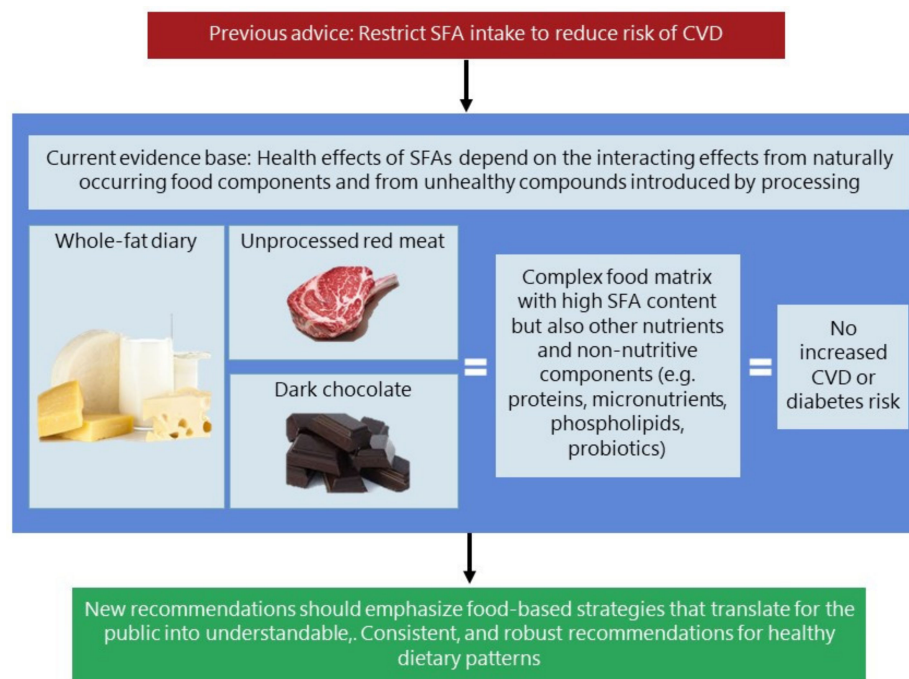 Previous advice: Restrict SFA intake to reduce risk of CVD
Current evidence base: Health effects of SFAs depend on the interacting effects from naturally
occurring food components and from unhealthy compounds introduced by processing
Whole-fat diary
Unprocessed red meat
Dark chocolate
=
Complex food matrix
with high SFA content
but also other nutrients
and non-nutritive
components (e.g.
proteins, micronutrients,
phospholipids,
probiotics)
=
No
increased
CVD or
diabetes risk
New recommendations should emphasize food-based strategies that translate for the
public into understandable,. Consistent, and robust recommendations for healthy
dietary patterns